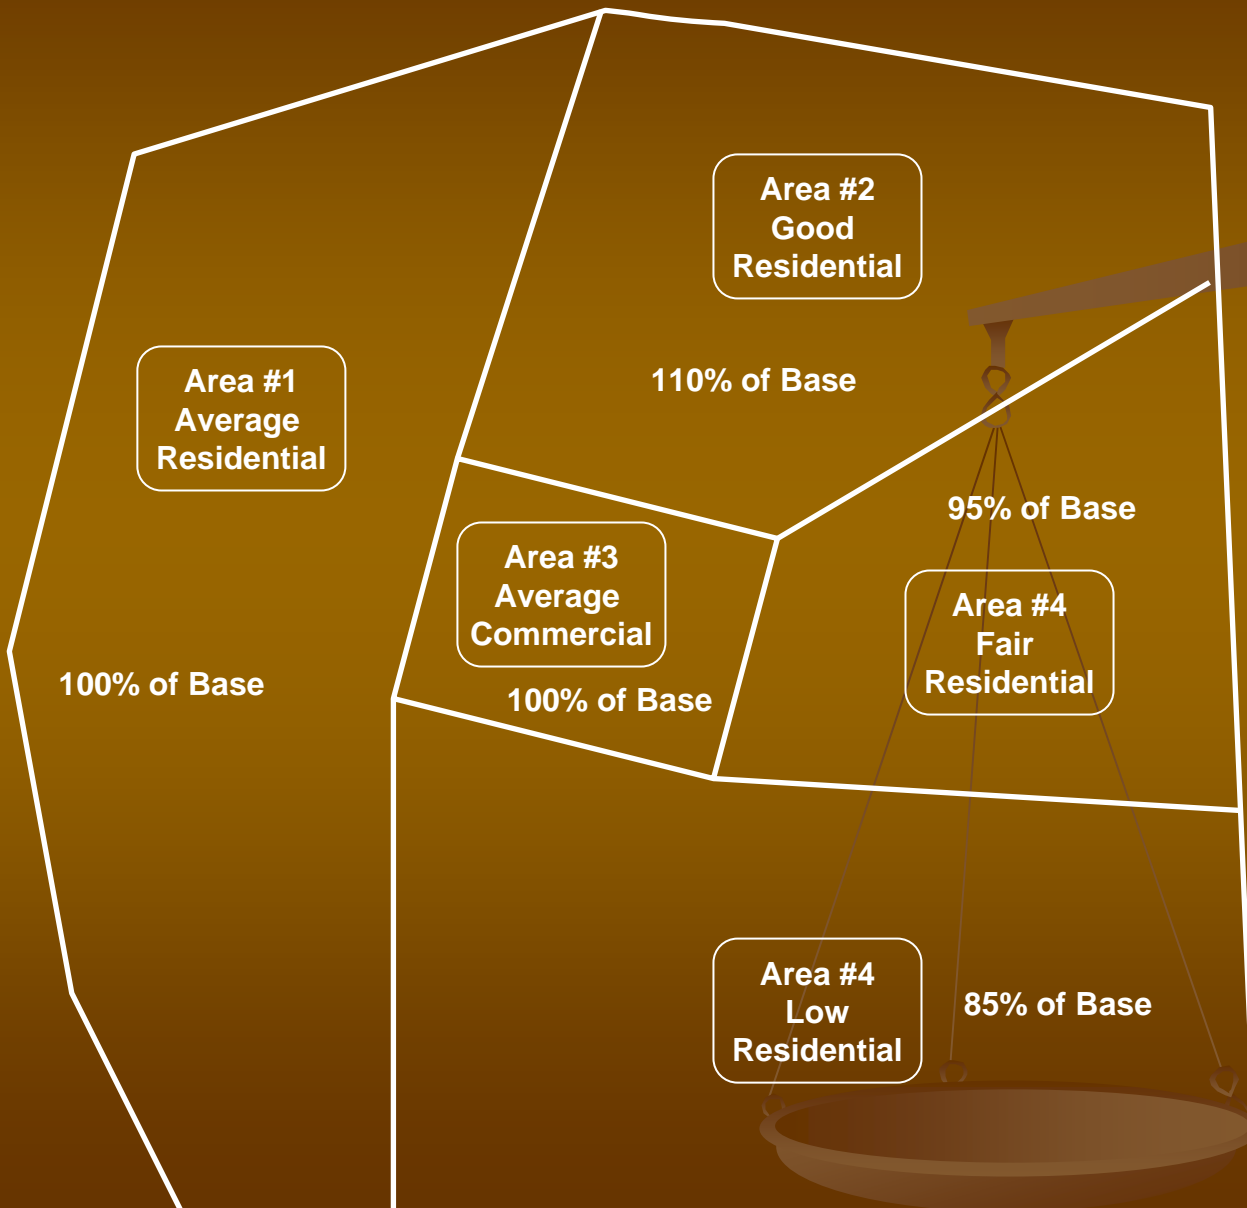 Area #2
Good
Residential
110% of Base
Area #1
Average
Residential
100% of Base
95% of Base
Area #3
Average
Commercial
100% of Base
Area #4
Fair
Residential
Area #4
Low
Residential
85% of Base